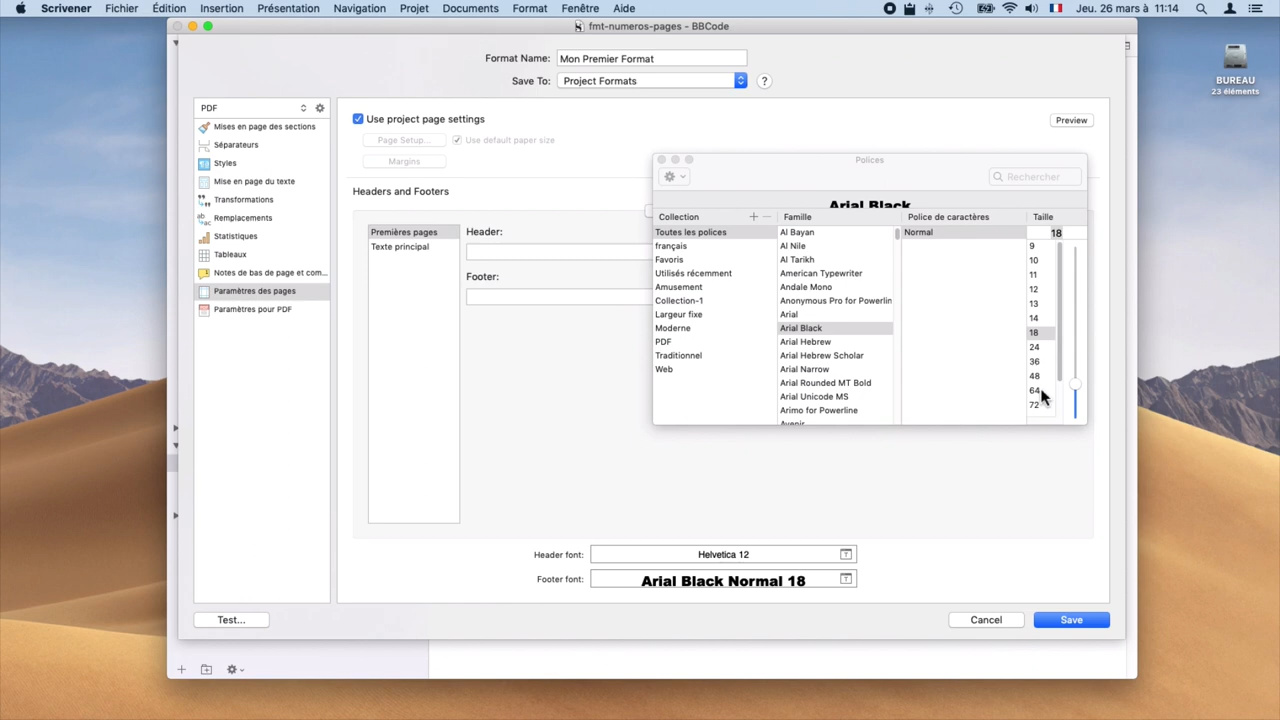 Scrivener Fichier Édition Insertion Présentation Navigation Projet Documents Format Fenêtre Aide Jeu. 26 mars à 11:14
fmt-numeros-pages - BBCode
BUREAU
23 éléments
Format Name: Mon Premier Format
Save To: Project Formats ?
PDF
Mises en page des sections
Séparateurs
Styles
Mise en page du texte
Transformations
Remplacements
Statistiques
Tableaux
Notes de bas de page et com...
Paramètres des pages
Paramètres pour PDF
Use project page settings
Preview
Page Setup... Use default paper size
Margins
Headers and Footers
Premières pages
Texte principal
Header:
Footer:
Polices
Rechercher
Arial Black
Collection Famille Police de caractères Taille
Toutes les polices
français
Favoris
Utilisés récemment
Amusement
Collection-1
Largeur fixe
Moderne
PDF
Traditionnel
Web
Al Bayan
Al Nile
Al Tarikh
American Typewriter
Andale Mono
Anonymous Pro for Powerlin
Arial
Arial Black
Arial Hebrew
Arial Hebrew Scholar
Arial Narrow
Arial Rounded MT Bold
Arial Unicode MS
Arimo for Powerline
Avenir
Normal
18
9
10
11
12
13
14
18
24
36
48
64
72
Header font: Helvetica 12
Footer font: Arial Black Normal 18
Test... Cancel Save